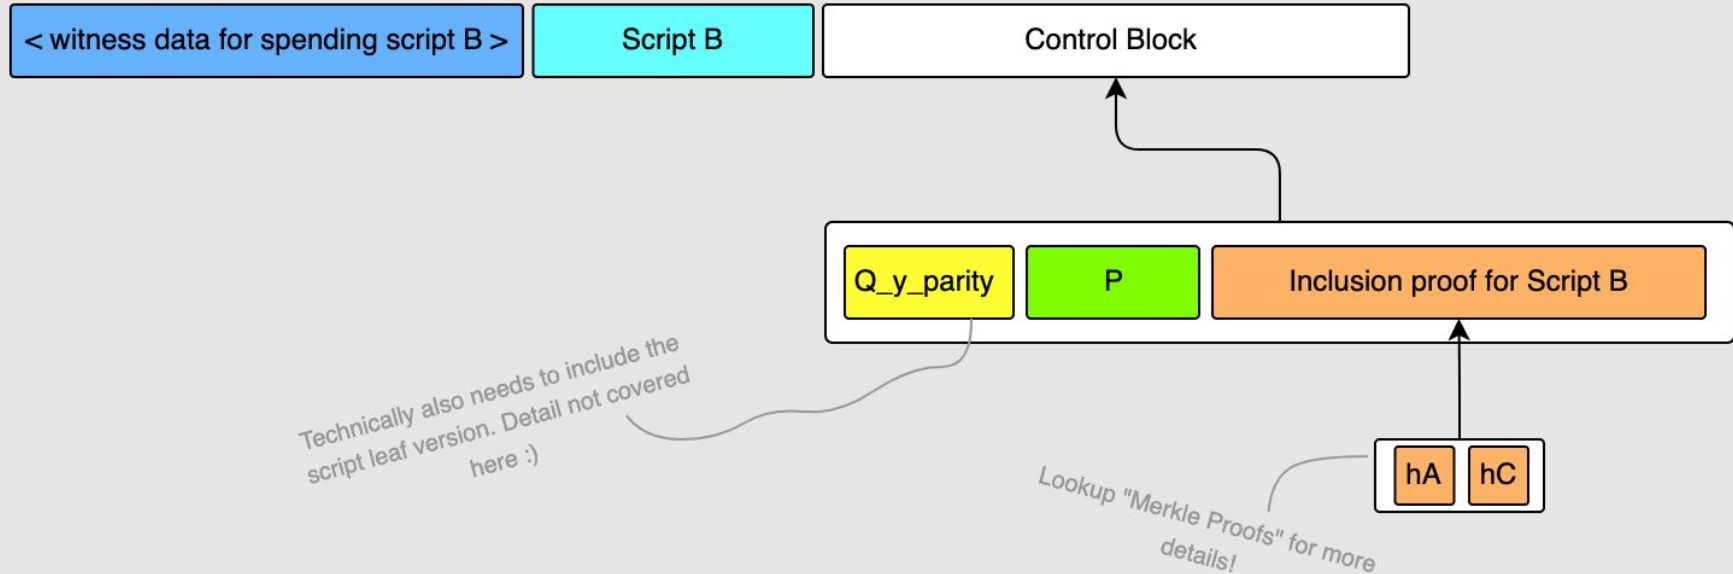 < witness data for spending script B >
Script B
Control Block
Q_y_parity
P
Inclusion proof for Script B
Technically also needs to include the
script leaf version. Detail not covered
here :)
hA
hC
Lookup "Merkle Proofs" for more
details!